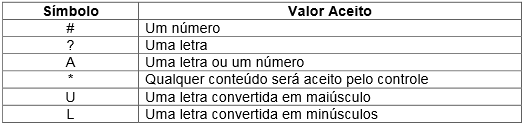 Símbolo Valor Aceito
# Um número
? Uma letra
A Uma letra ou um número
* Qualquer conteúdo será aceito pelo controle
U Uma letra convertida em maiúsculo
L Uma letra convertida em minúsculos